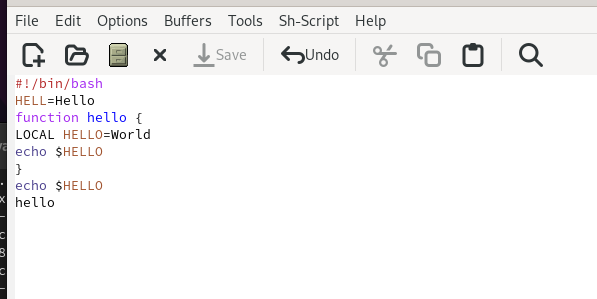 File Edit Options Buffers Tools Sh-Script Help
Save Undo
#!/bin/bash
HELL=Hello
function hello {
LOCAL HELLO=World
echo $HELLO
}
echo $HELLO
hello